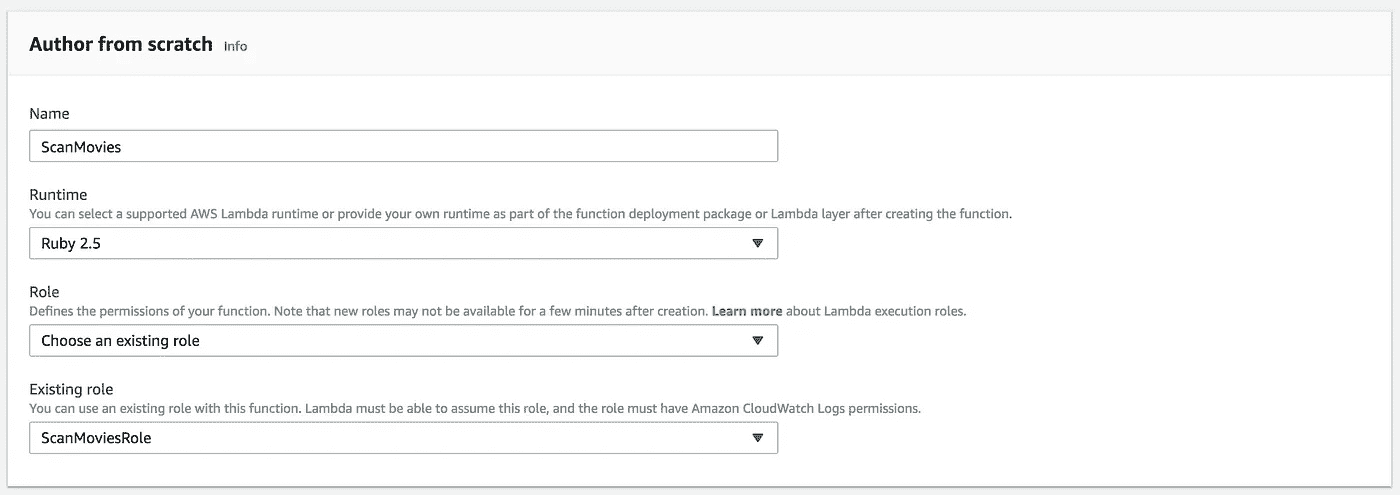 Author from scratch Info
Name
ScanMovies
Runtime
You can select a supported AWS Lambda runtime or provide your own runtime as part of the function deployment package or Lambda layer after creating the function.
Ruby 2.5
Role
Defines the permissions of your function. Note that new roles may not be available for a few minutes after creation. Learn more about Lambda execution roles.
Choose an existing role
Existing role
You can use an existing role with this function. Lambda must be able to assume this role, and the role must have Amazon CloudWatch Logs permissions.
ScanMoviesRole